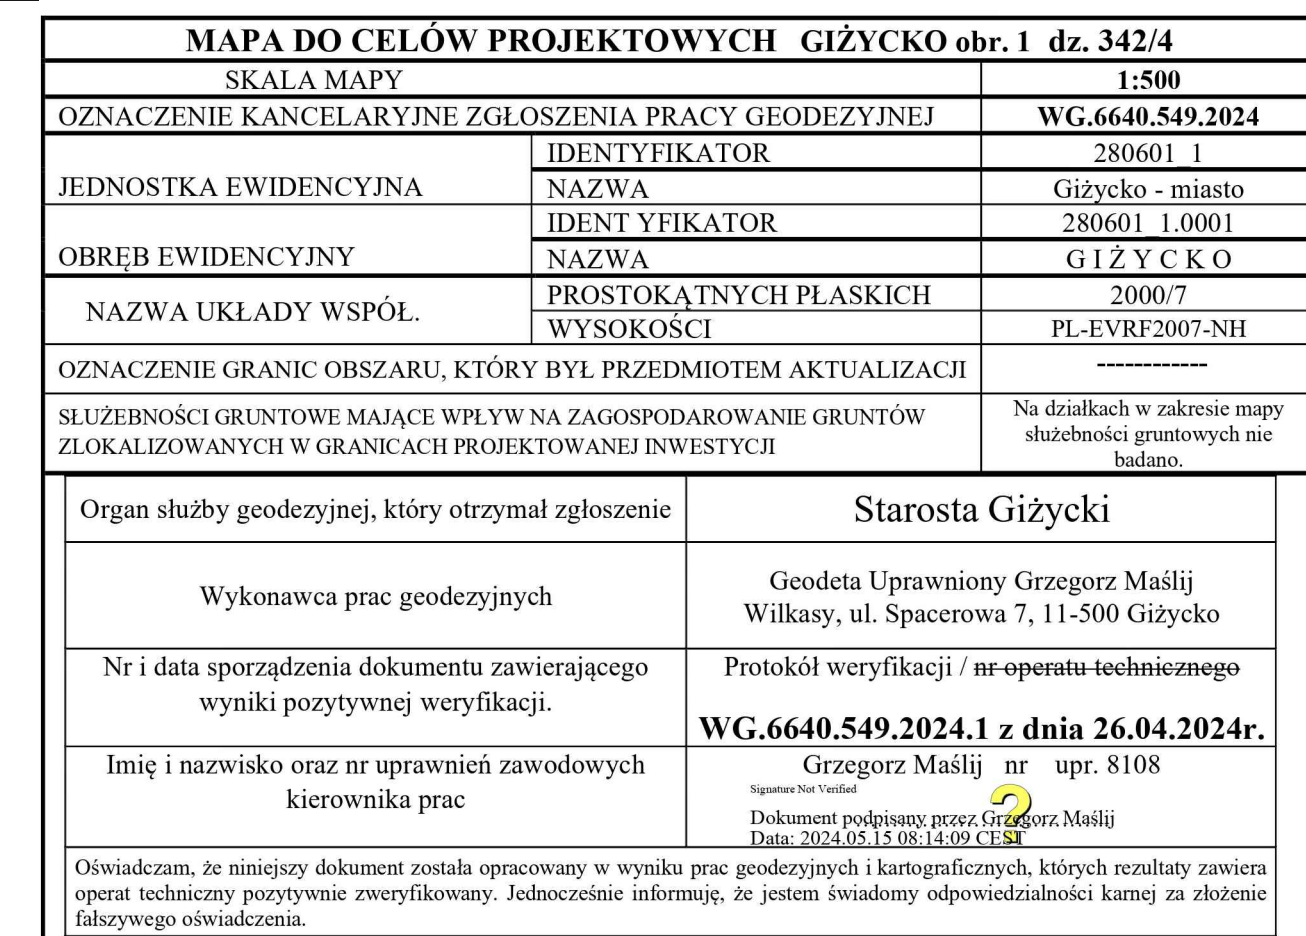 MAPA DO CELÓW PROJEKTOWYCH GIŻYCKO obr. 1 dz. 342/4
SKALA MAPY 1:500
OZNACZENIE KANCELARYJNE ZGŁOSZENIA PRACY GEODEZYJNEJ WG.6640.549.2024
JEDNOSTKA EWIDENCYJNA
IDENTYFIKATOR 280601_1
NAZWA Giżycko - miasto
OBRĘB EWIDENCYJNY
IDENT YFIKATOR 280601_1.0001
NAZWA G I Ż Y C K O
NAZWA UKŁADY WSPÓŁ.
PROSTOKĄTNYCH PŁASKICH 2000/7
WYSOKOŚCI PL-EVRF2007-NH
OZNACZENIE GRANIC OBSZARU, KTÓRY BYŁ PRZEDMIOTEM AKTUALIZACJI ------------
SŁUŻEBNOŚCI GRUNTOWE MAJĄCE WPŁYW NA ZAGOSPODAROWANIE GRUNTÓW
ZLOKALIZOWANYCH W GRANICACH PROJEKTOWANEJ INWESTYCJI
Na działkach w zakresie mapy
służebności gruntowych nie
badano.
Organ służby geodezyjnej, który otrzymał zgłoszenie Starosta Giżycki
Wykonawca prac geodezyjnych
Geodeta Uprawniony Grzegorz Maślij
Wilkasy, ul. Spacerowa 7, 11-500 Giżycko
Nr i data sporządzenia dokumentu zawierającego
wyniki pozytywnej weryfikacji.
Protokół weryfikacji / nr operatu technicznego
WG.6640.549.2024.1 z dnia 26.04.2024r.
Imię i nazwisko oraz nr uprawnień zawodowych
kierownika prac
Grzegorz Maślij nr upr. 8108
Signature Not Verified
Dokument podpisany przez Grzegorz Maślij
Data: 2024.05.15 08:14:09 CEST
Oświadczam, że niniejszy dokument została opracowany w wyniku prac geodezyjnych i kartograficznych, których rezultaty zawiera
operat techniczny pozytywnie zweryfikowany. Jednocześnie informuję, że jestem świadomy odpowiedzialności karnej za złożenie
fałszywego oświadczenia.